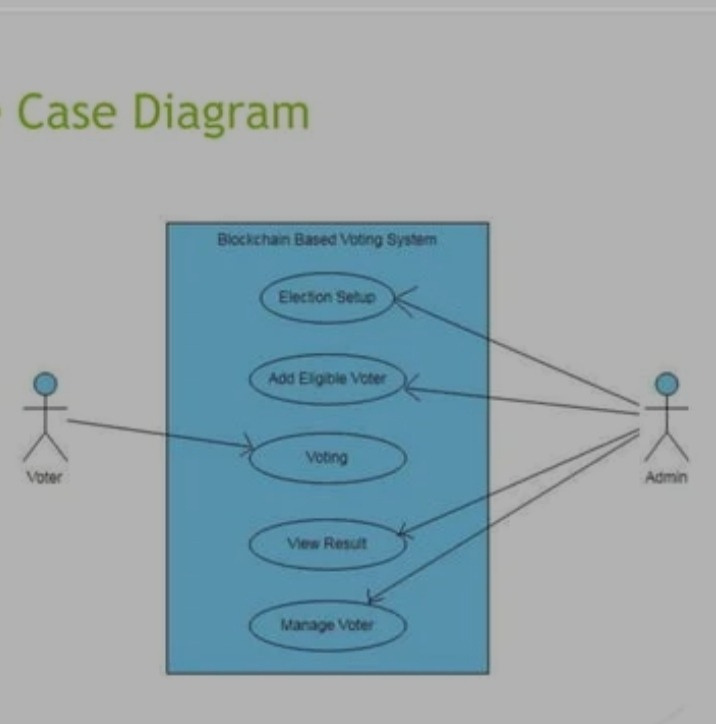 Case Diagram
Blockchain Based Voting System
Election Setup
Add Eligible Voter
Voting
View Result
Manage Voter
Voter
Admin